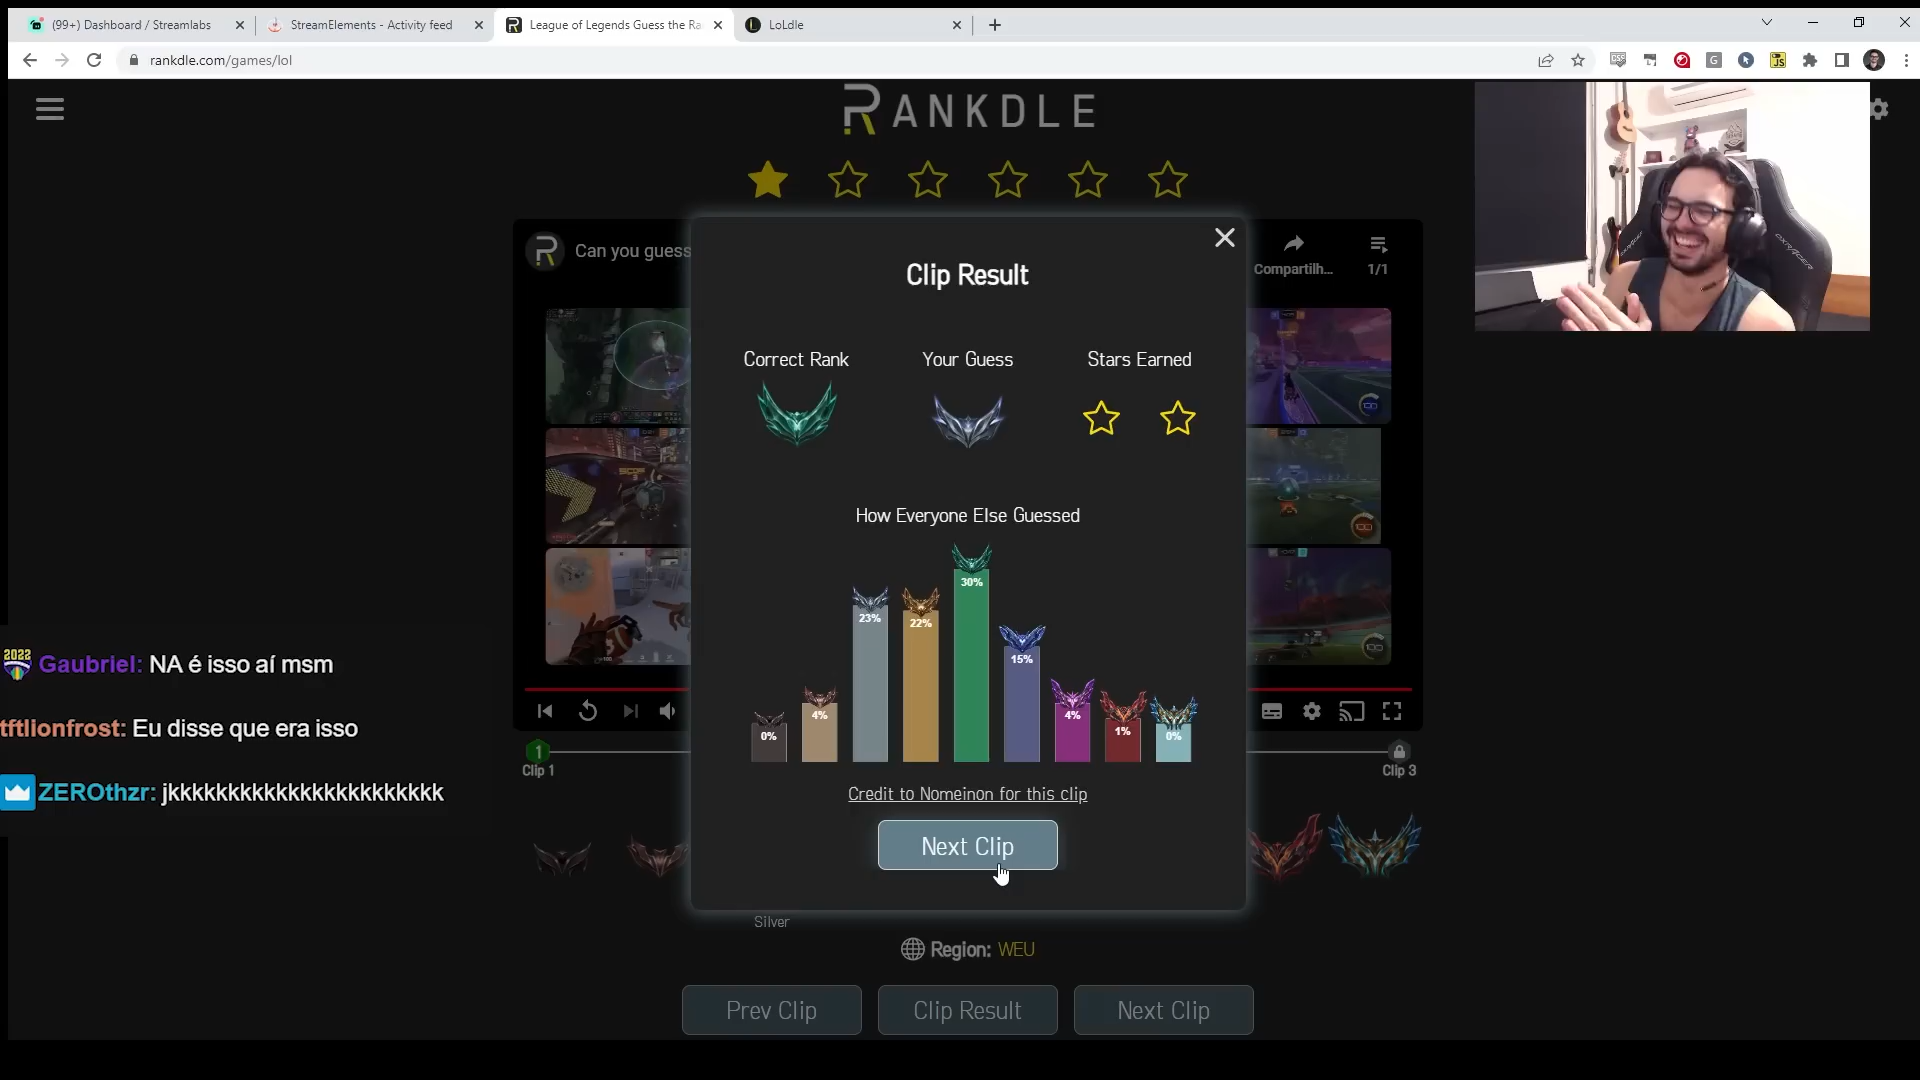 (99+) Dashboard / Streamlabs
StreamElements - Activity feed
League of Legends Guess the Ra
LoLdle
rankdle.com/games/lol
RANKDLE
Can you guess
Compartilh...
1/1
Clip Result
Correct Rank
Your Guess
Stars Earned
How Everyone Else Guessed
0%
4%
23%
22%
30%
15%
4%
1%
0%
Credit to Nomeinon for this clip
Next Clip
Gaubriel: NA é isso aí msm
tftlionfrost: Eu disse que era isso
ZEROthzr: jkkkkkkkkkkkkkkkkkkkkkkk
1
Clip 1
Clip 3
Silver
Region: WEU
Prev Clip
Clip Result
Next Clip